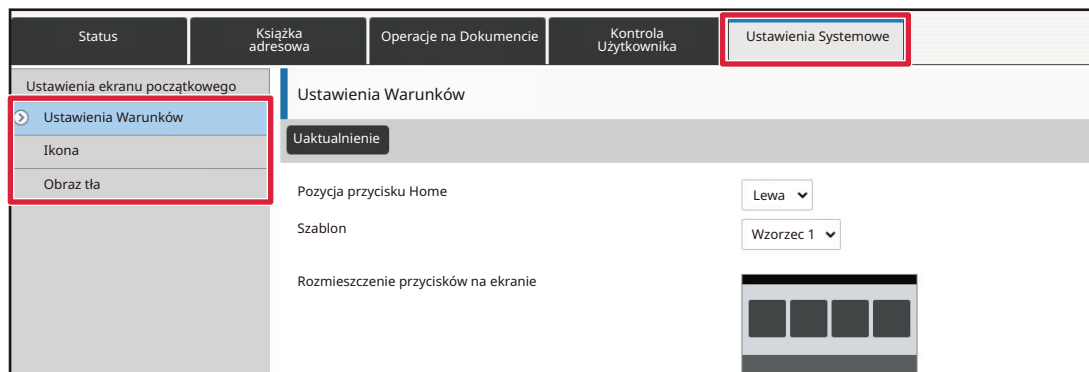 Status
Książka
adresowa
Operacje na Dokumencie
Kontrola
Użytkownika
Ustawienia Systemowe
Ustawienia ekranu początkowego
Ustawienia Warunków
Ikona
Obraz tła
Ustawienia Warunków
Uaktualnienie
Pozycja przycisku Home
Lewa
Szablon
Wzorzec 1
Rozmieszczenie przycisków na ekranie